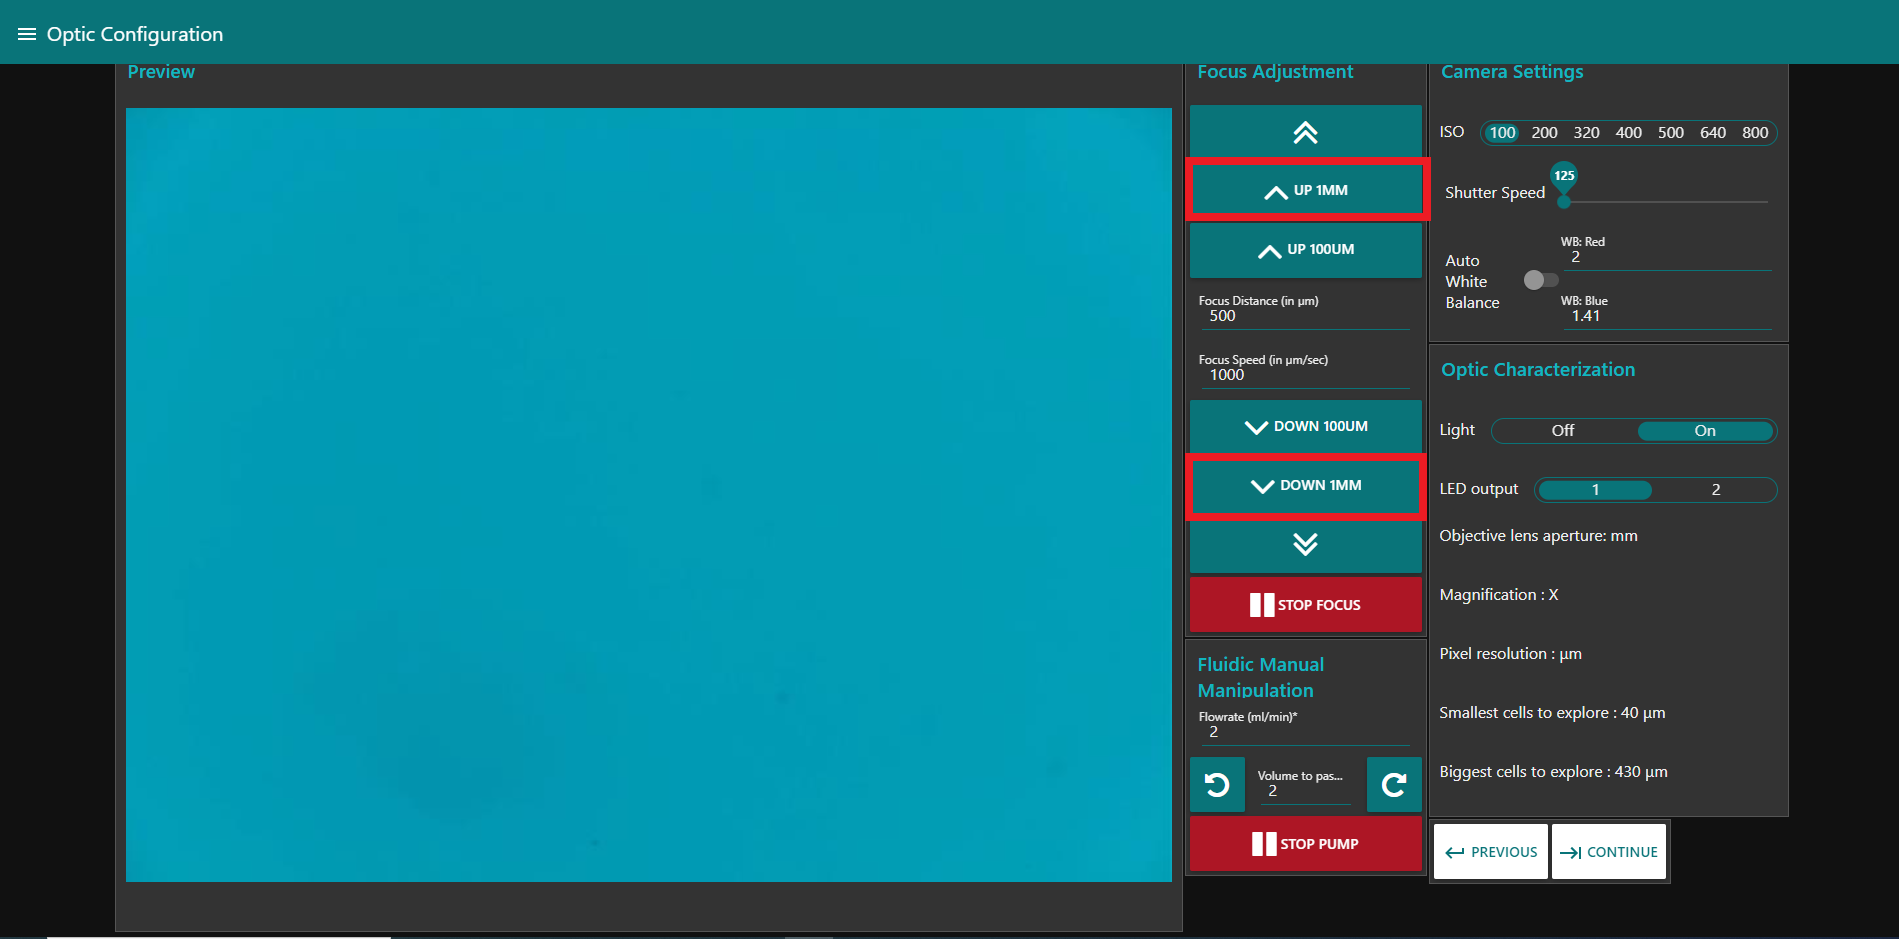 Optic Configuration
Preview
Focus Adjustment
UP 1MM
UP 100UM
Focus Distance (in µm)
500
Focus Speed (in µm/sec)
1000
DOWN 100UM
DOWN 1MM
STOP FOCUS
Fluidic Manual
Manipulation
Flowrate (ml/min)*
2
Volume to pas...
2
STOP PUMP
Camera Settings
ISO 100 200 320 400 500 640 800
125
Shutter Speed
Auto
White
Balance
WB: Red
2
WB: Blue
1.41
Optic Characterization
Light Off On
LED output 1 2
Objective lens aperture: mm
Magnification : X
Pixel resolution : µm
Smallest cells to explore : 40 µm
Biggest cells to explore : 430 µm
PREVIOUS CONTINUE